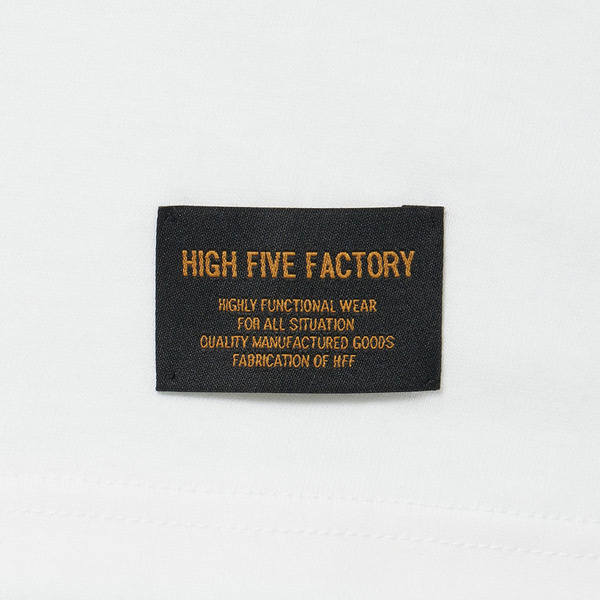 HIGH FIVE FACTORY
HIGHLY FUNCTIONAL WEAR
FOR ALL SITUATION
QUALITY MANUFACTURED GOODS
FABRICATION OF HFF